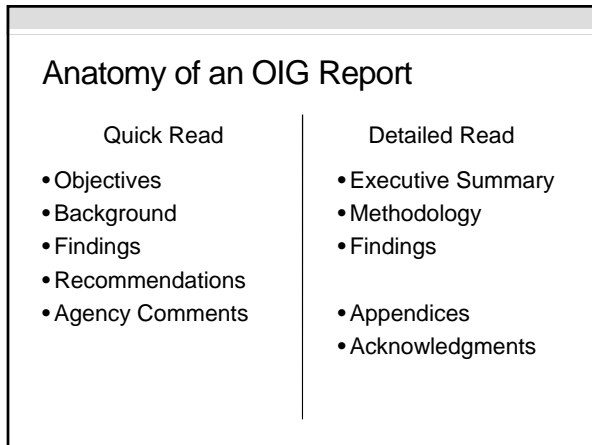 Anatomy of an OIG Report
Quick Read
• Objectives
• Background
• Findings
• Recommendations
• Agency Comments
Detailed Read
• Executive Summary
• Methodology
• Findings
• Appendices
• Acknowledgments